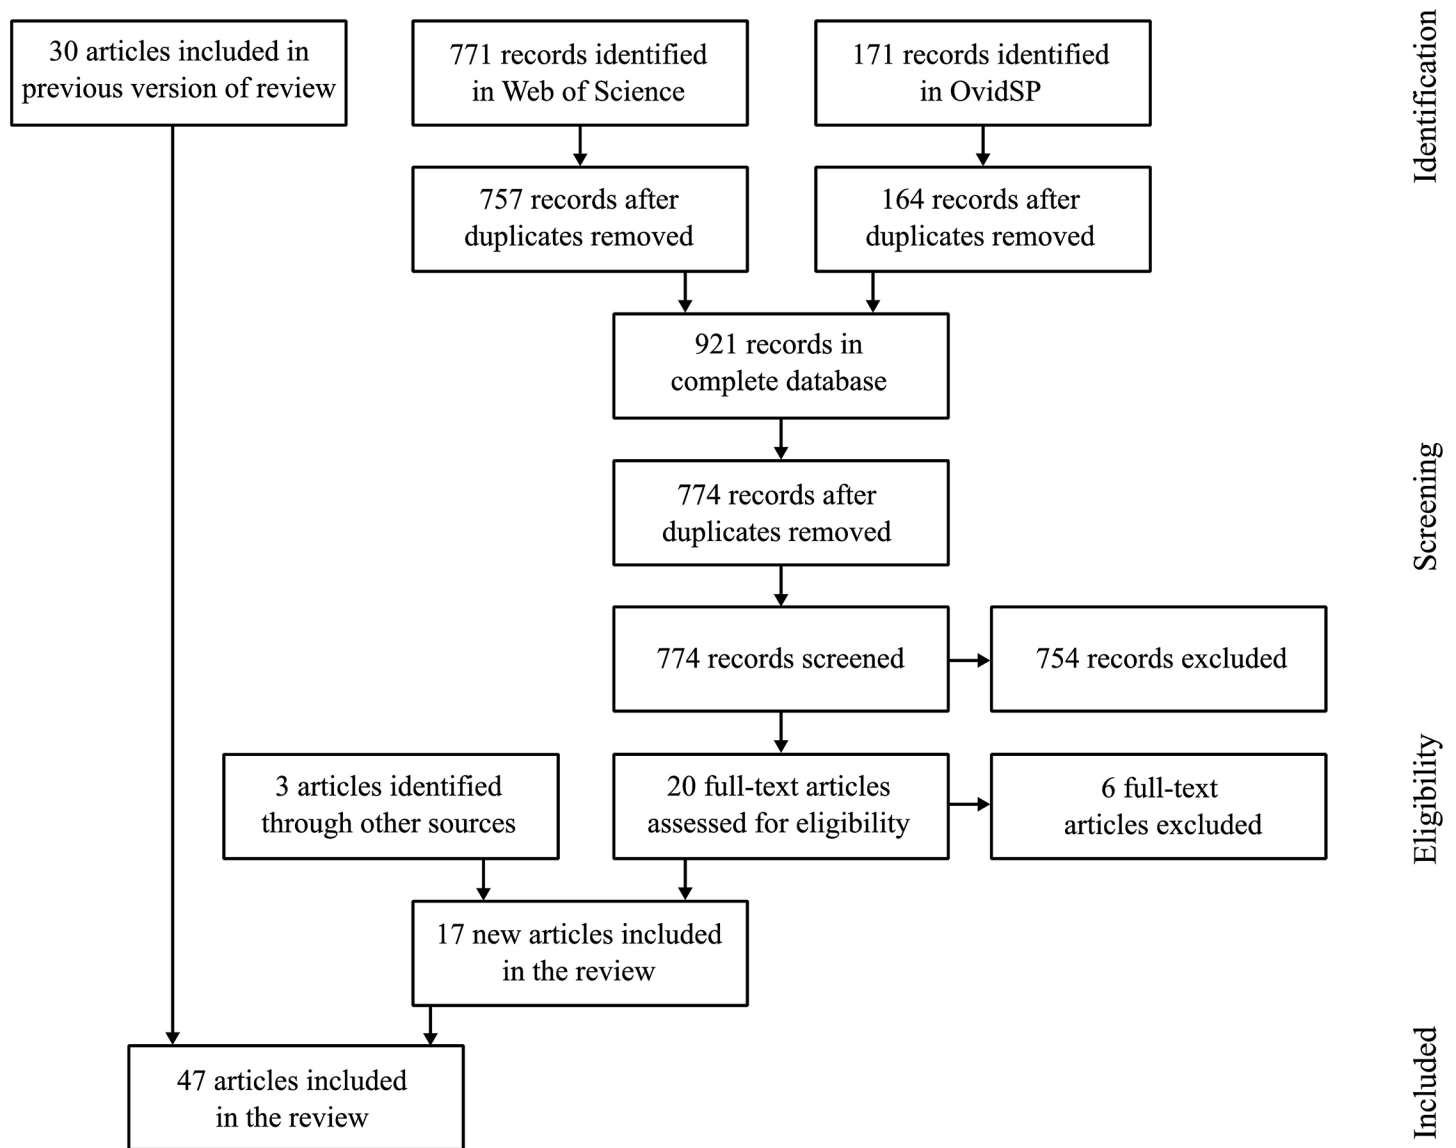 30 articles included in
previous version of review
771 records identified
in Web of Science
171 records identified
in OvidSP
Identification
757 records after
duplicates removed
164 records after
duplicates removed
921 records in
complete database
774 records after
duplicates removed
Screening
774 records screened
754 records excluded
3 articles identified
through other sources
20 full-text articles
assessed for eligibility
6 full-text
articles excluded
Eligibility
17 new articles included
in the review
47 articles included
in the review
Included